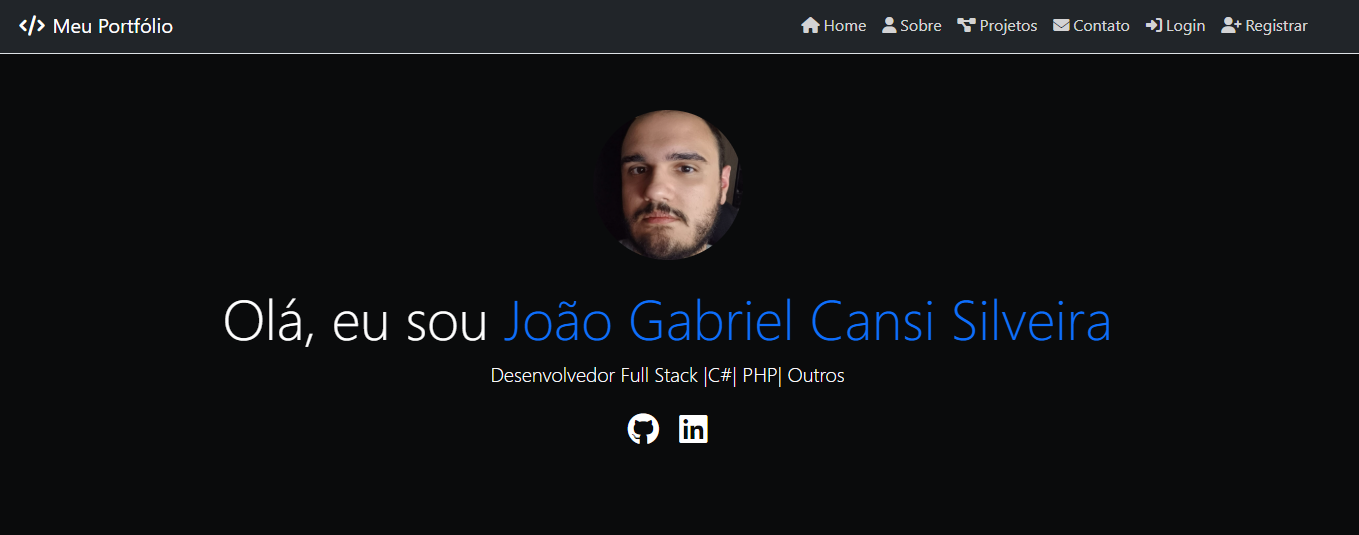 Meu Portfólio Home Sobre Projetos Contato Login Registrar
Olá, eu sou João Gabriel Cansi Silveira
Desenvolvedor Full Stack |C#| PHP| Outros